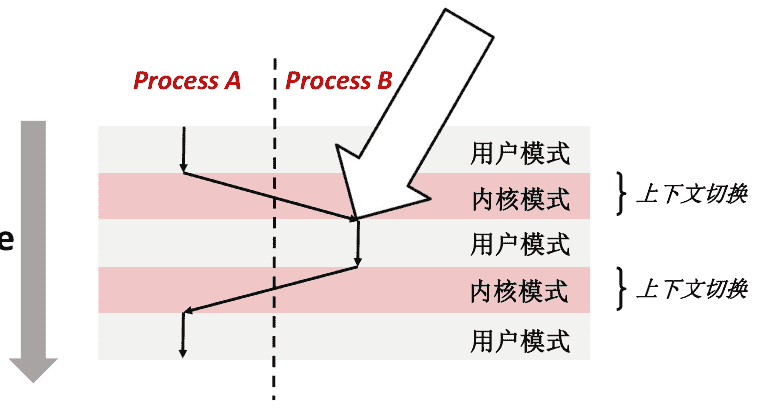 Process A
Process B
用户模式
内核模式
上下文切换
e
用户模式
内核模式
上下文切换
用户模式